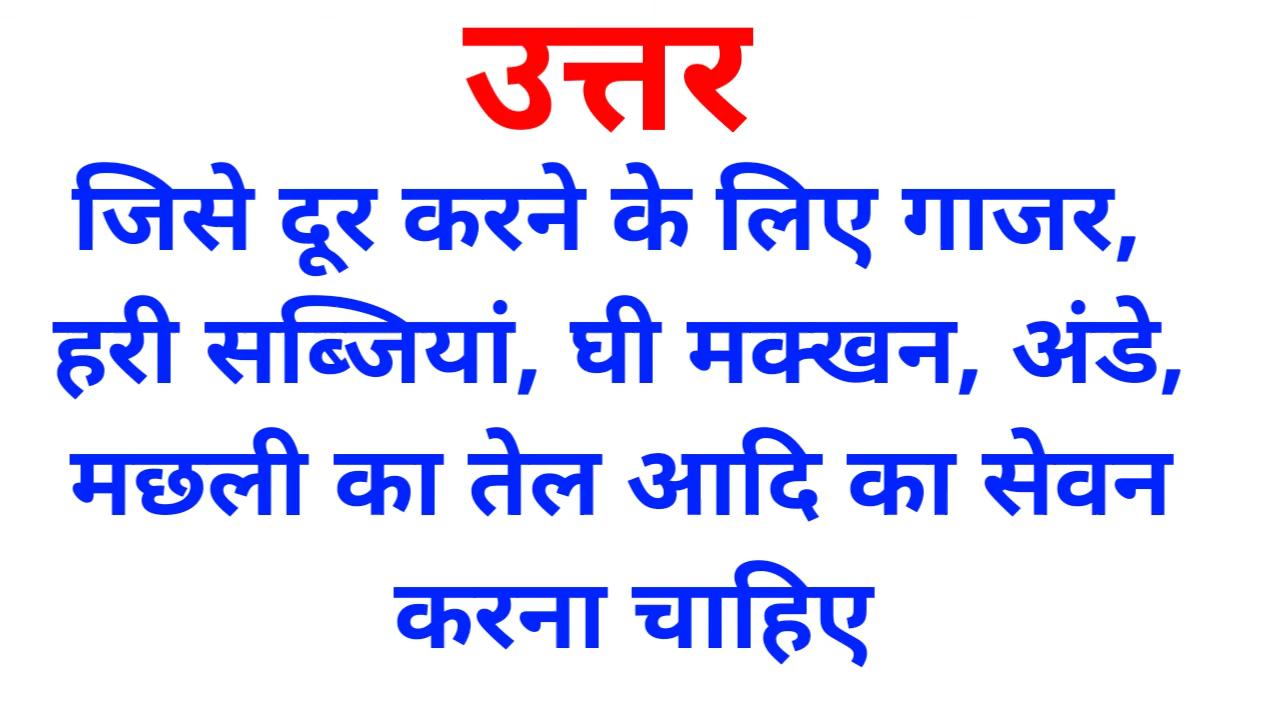 उत्तर
जिसे दूर करने के लिए गाजर,
हरी सब्जियां, घी मक्खन, अंडे,
मछली का तेल आदि का सेवन
करना चाहिए